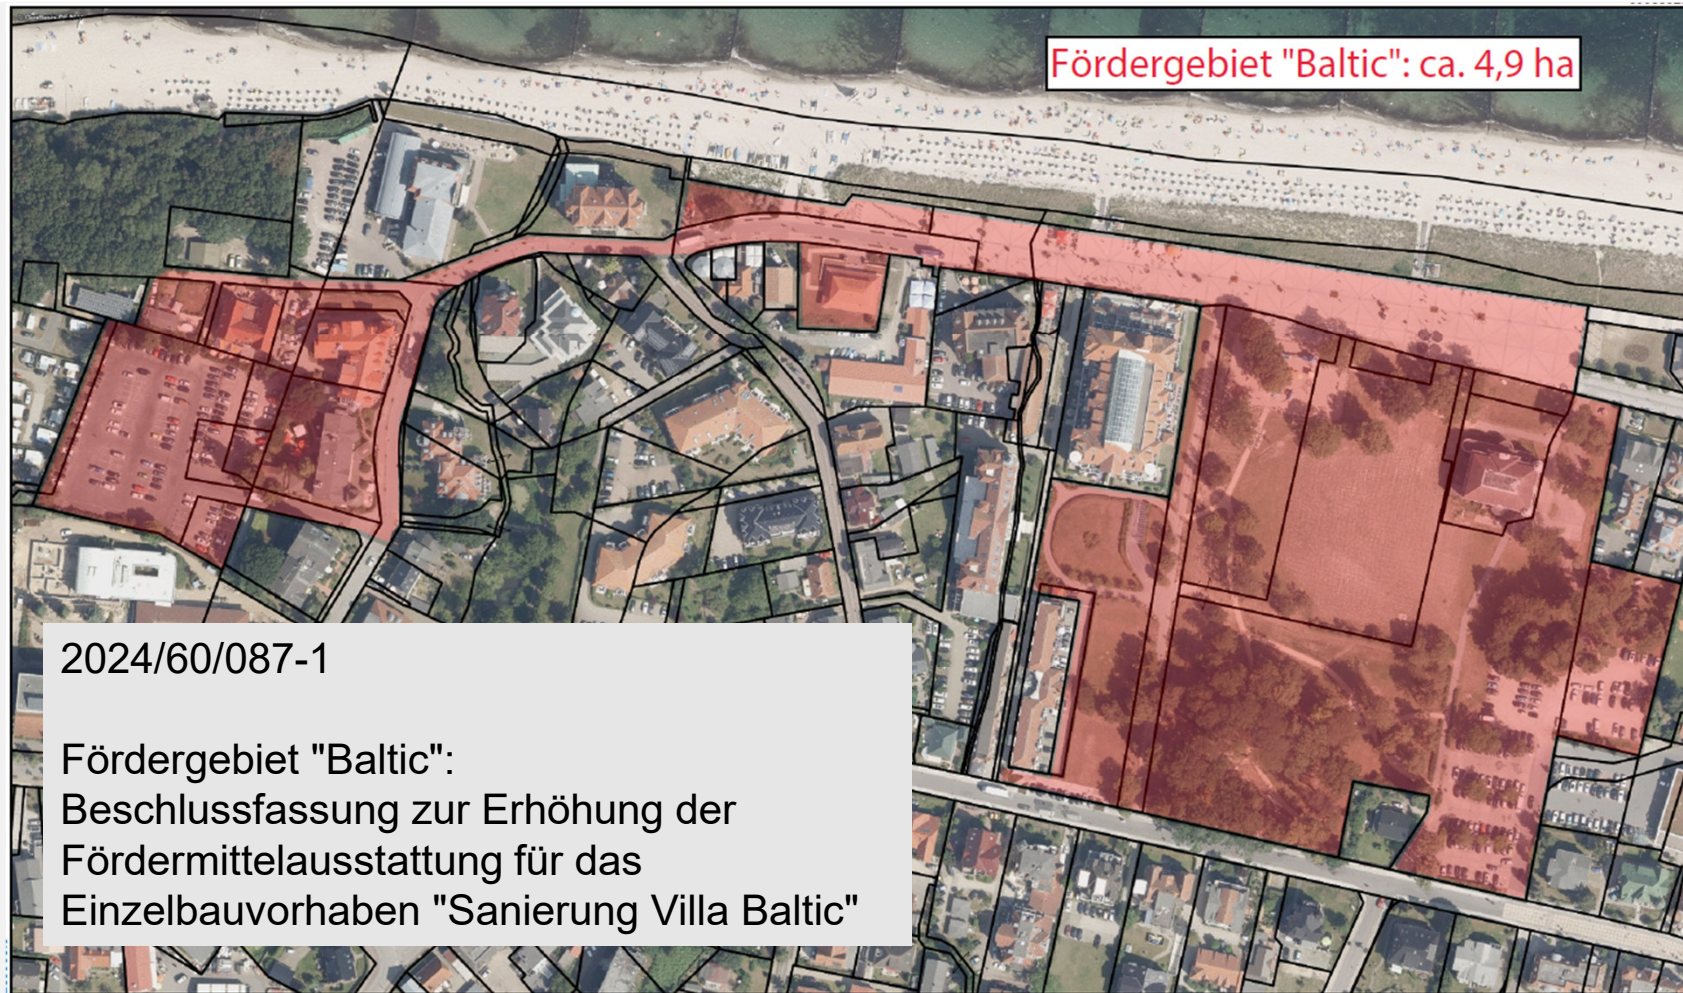 Fördergebiet "Baltic": ca. 4,9 ha
2024/60/087-1
Fördergebiet "Baltic":
Beschlussfassung zur Erhöhung der
Fördermittelausstattung für das
Einzelbauvorhaben "Sanierung Villa Baltic"